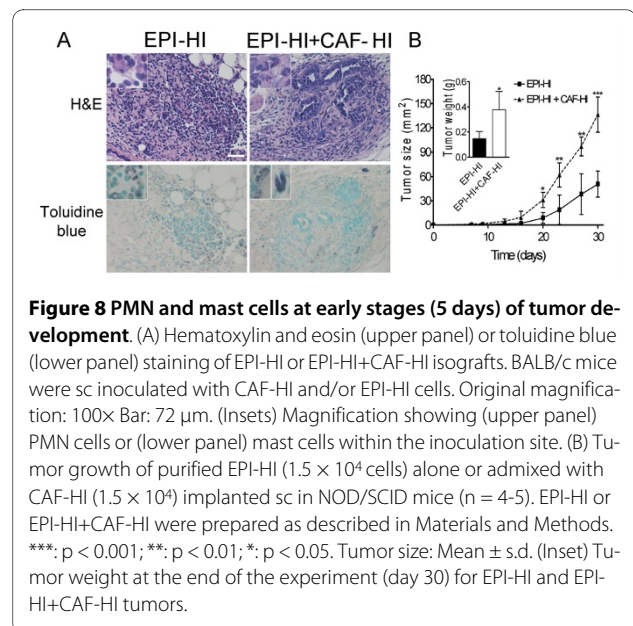 A
EPI-HI
EPI-HI+CAF- HI
H&E
Toluidine
blue
B
Tumor size (mm²)
180
150
120
90
60
30
0
0
10
20
30
Time (days)
EPI-HI
EPI-HI + CAF-HI
*
**
**
***
Tumor weight (g)
0.6
0.4
0.2
0.0
*
EPI-HI
EPI-HI+CAF-HI
Figure 8 PMN and mast cells at early stages (5 days) of tumor de-
velopment. (A) Hematoxylin and eosin (upper panel) or toluidine blue
(lower panel) staining of EPI-HI or EPI-HI+CAF-HI isografts. BALB/c mice
were sc inoculated with CAF-HI and/or EPI-HI cells. Original magnifica-
tion: 100× Bar: 72 μm. (Insets) Magnification showing (upper panel)
PMN cells or (lower panel) mast cells within the inoculation site. (B) Tu-
mor growth of purified EPI-HI (1.5 × 10⁴ cells) alone or admixed with
CAF-HI (1.5 × 10⁴) implanted sc in NOD/SCID mice (n = 4-5). EPI-HI or
EPI-HI+CAF-HI were prepared as described in Materials and Methods.
***: p < 0.001; **: p < 0.01; *: p < 0.05. Tumor size: Mean ± s.d. (Inset) Tu-
mor weight at the end of the experiment (day 30) for EPI-HI and EPI-
HI+CAF-HI tumors.